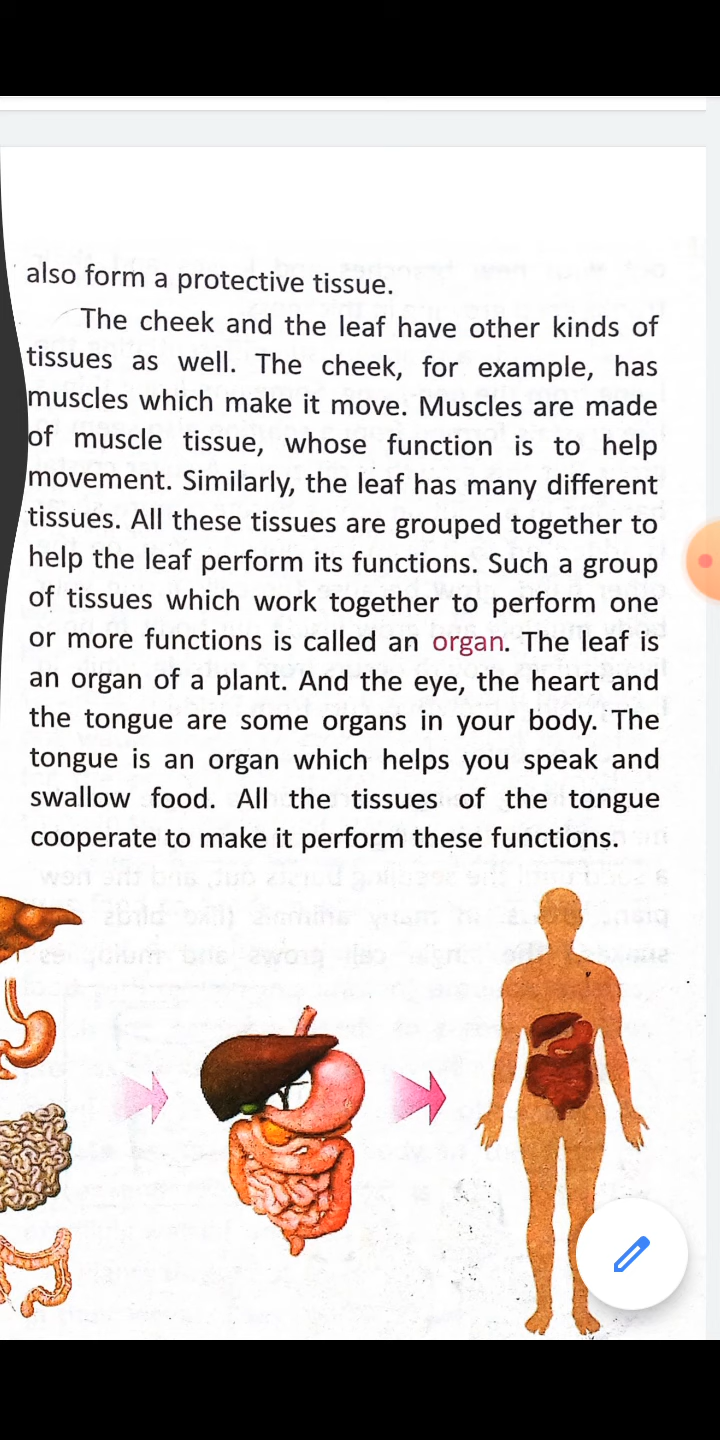 also form a protective tissue.
The cheek and the leaf have other kinds of
tissues as well. The cheek, for example, has
muscles which make it move. Muscles are made
of muscle tissue, whose function is to help
movement. Similarly, the leaf has many different
tissues. All these tissues are grouped together to
help the leaf perform its functions. Such a group
of tissues which work together to perform one
or more functions is called an organ. The leaf is
an organ of a plant. And the eye, the heart and
the tongue are some organs in your body. The
tongue is an organ which helps you speak and
swallow food. All the tissues of the tongue
cooperate to make it perform these functions.